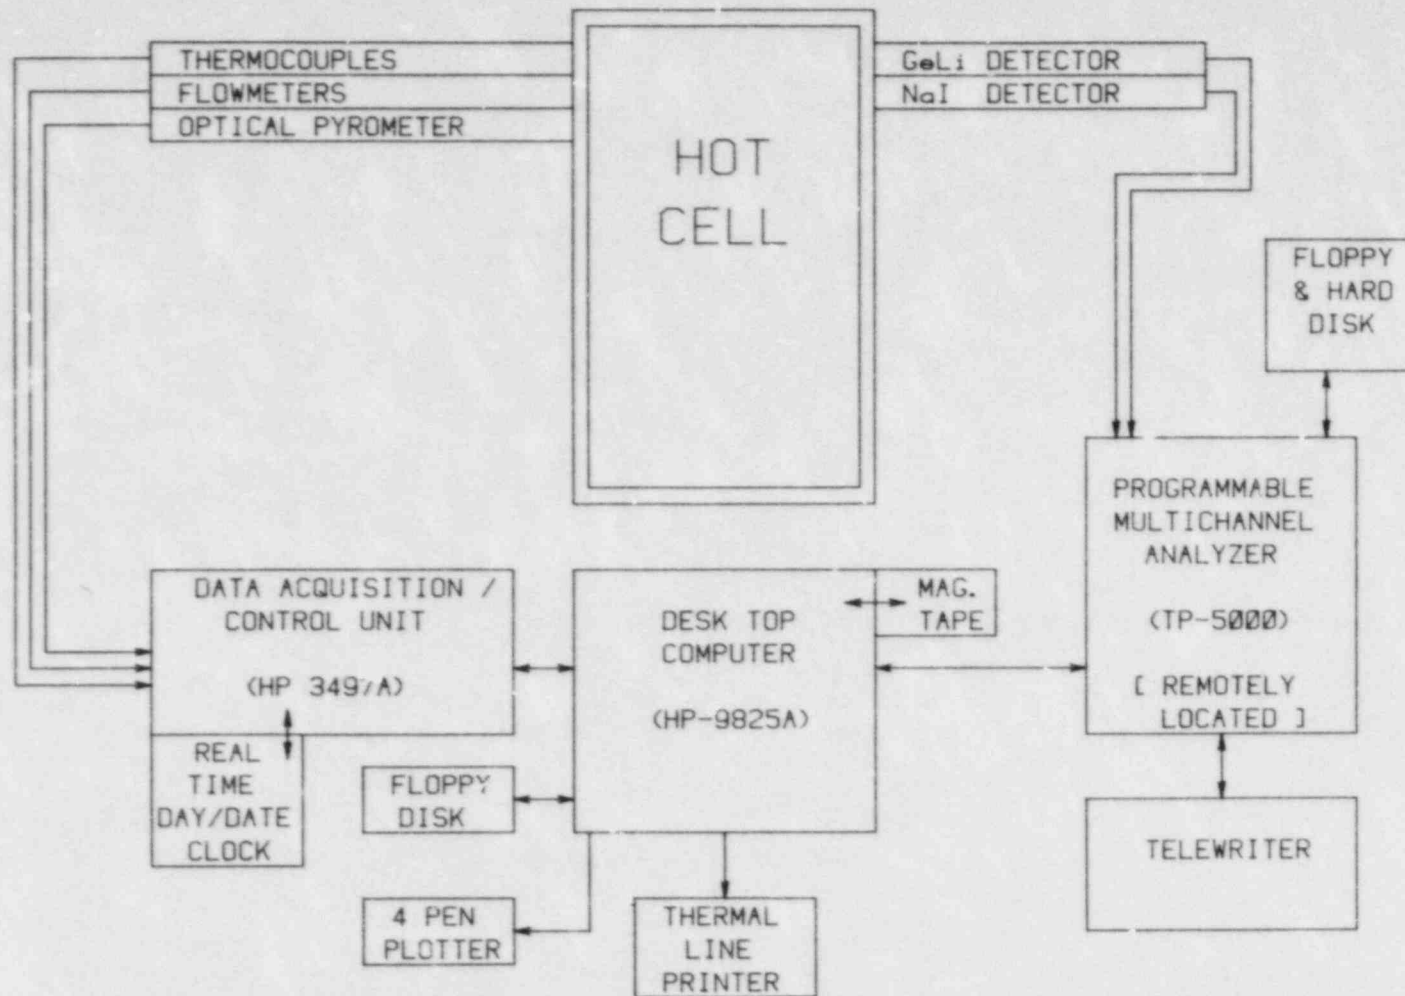 THERMOCOUPLES
FLOWMETERS
OPTICAL PYROMETER
HOT
CELL
GeLi DETECTOR
NaI DETECTOR
FLOPPY
& HARD
DISK
PROGRAMMABLE
MULTICHANNEL
ANALYZER
(TP-5000)
[ REMOTELY
LOCATED ]
DATA ACQUISITION /
CONTROL UNIT
(HP 3497A)
DESK TOP
COMPUTER
(HP-9825A)
MAG.
TAPE
REAL
TIME
DAY/DATE
CLOCK
FLOPPY
DISK
4 PEN
PLOTTER
THERMAL
LINE
PRINTER
TELEWRITER